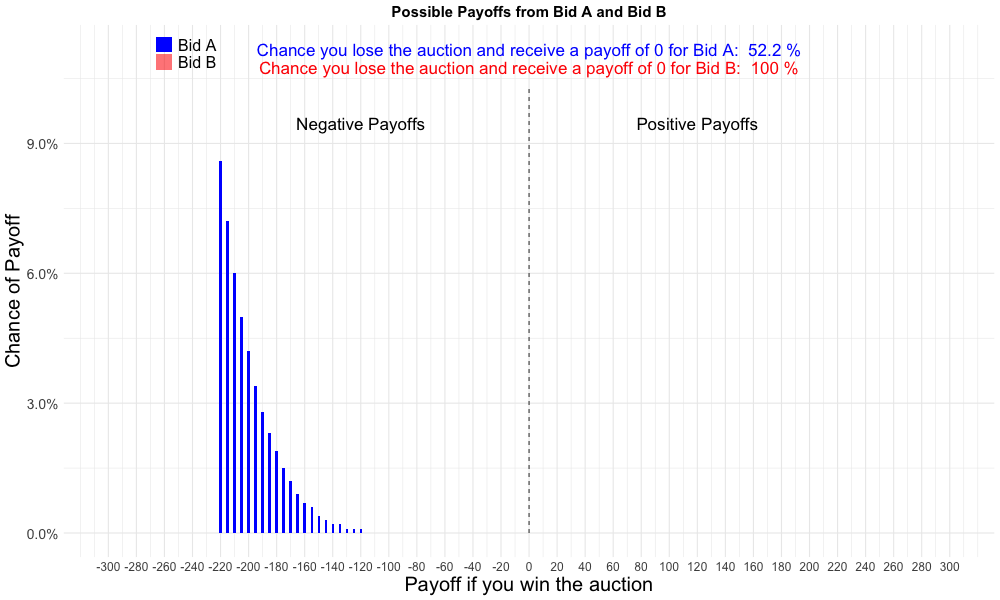 Possible Payoffs from Bid A and Bid B
Bid A
Bid B
Chance you lose the auction and receive a payoff of 0 for Bid A:  52.2 %
Chance you lose the auction and receive a payoff of 0 for Bid B:  100 %
Negative Payoffs
Positive Payoffs
Chance of Payoff
9.0%
6.0%
3.0%
0.0%
-300 -280 -260 -240 -220 -200 -180 -160 -140 -120 -100 -80 -60 -40 -20 0 20 40 60 80 100 120 140 160 180 200 220 240 260 280 300
Payoff if you win the auction